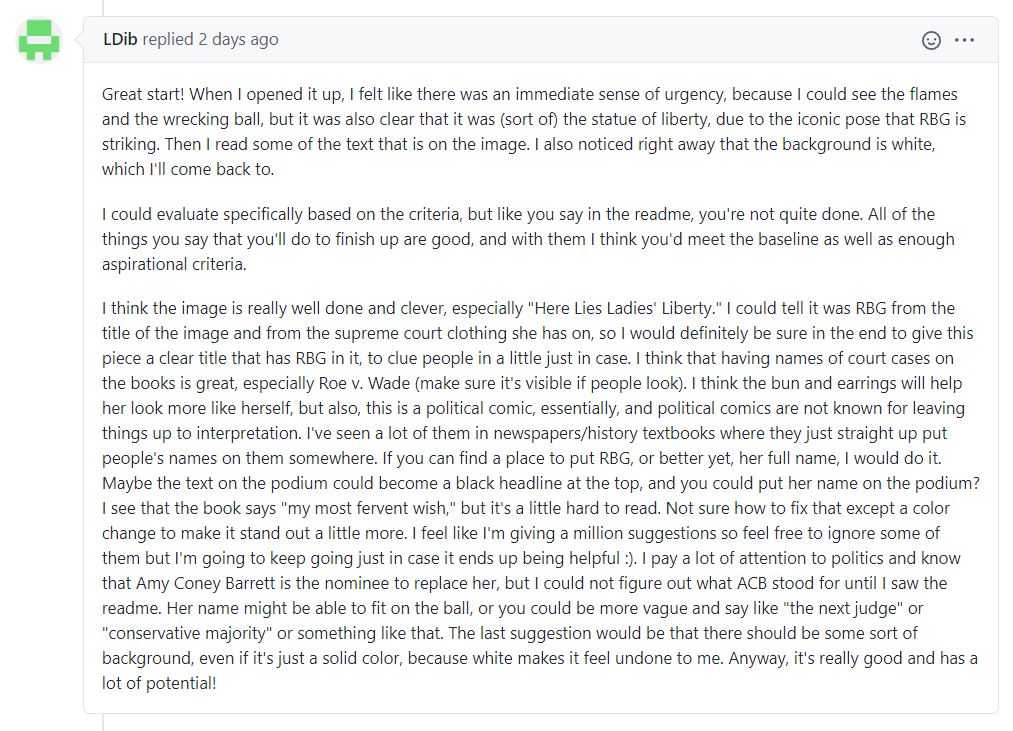 LDib replied 2 days ago
Great start! When I opened it up, I felt like there was an immediate sense of urgency, because I could see the flames
and the wrecking ball, but it was also clear that it was (sort of) the statue of liberty, due to the iconic pose that RBG is
striking. Then I read some of the text that is on the image. I also noticed right away that the background is white,
which I'll come back to.
I could evaluate specifically based on the criteria, but like you say in the readme, you're not quite done. All of the
things you say that you'll do to finish up are good, and with them I think you'd meet the baseline as well as enough
aspirational criteria.
I think the image is really well done and clever, especially "Here Lies Ladies' Liberty." I could tell it was RBG from the
title of the image and from the supreme court clothing she has on, so I would definitely be sure in the end to give this
piece a clear title that has RBG in it, to clue people in a little just in case. I think that having names of court cases on
the books is great, especially Roe v. Wade (make sure it's visible if people look). I think the bun and earrings will help
her look more like herself, but also, this is a political comic, essentially, and political comics are not known for leaving
things up to interpretation. I've seen a lot of them in newspapers/history textbooks where they just straight up put
people's names on them somewhere. If you can find a place to put RBG, or better yet, her full name, I would do it.
Maybe the text on the podium could become a black headline at the top, and you could put her name on the podium?
I see that the book says "my most fervent wish," but it's a little hard to read. Not sure how to fix that except a color
change to make it stand out a little more. I feel like I'm giving a million suggestions so feel free to ignore some of
them but I'm going to keep going just in case it ends up being helpful :). I pay a lot of attention to politics and know
that Amy Coney Barrett is the nominee to replace her, but I could not figure out what ACB stood for until I saw the
readme. Her name might be able to fit on the ball, or you could be more vague and say like "the next judge" or
"conservative majority" or something like that. The last suggestion would be that there should be some sort of
background, even if it's just a solid color, because white makes it feel undone to me. Anyway, it's really good and has a
lot of potential!